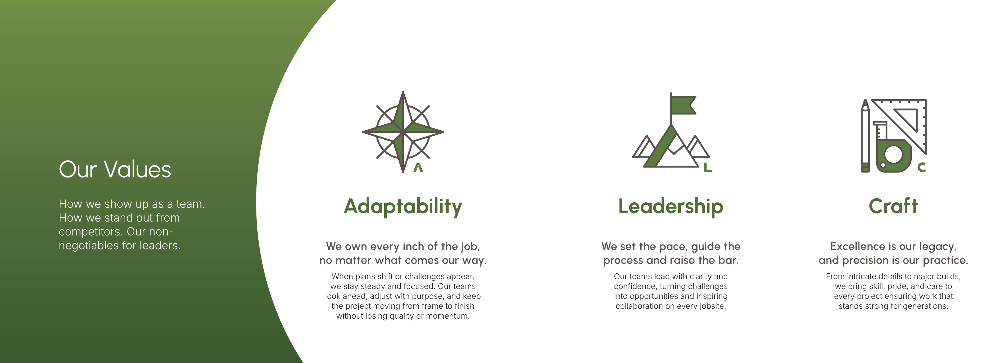 Our Values
How we show up as a team.
How we stand out from
competitors. Our non-
negotiables for leaders.
A
Adaptability
We own every inch of the job,
no matter what comes our way.
When plans shift or challenges appear,
we stay steady and focused. Our teams
look ahead, adjust with purpose, and keep
the project moving from frame to finish
without losing quality or momentum.
L
Leadership
We set the pace, guide the
process and raise the bar.
Our teams lead with clarity and
confidence, turning challenges
into opportunities and inspiring
collaboration on every jobsite.
C
Craft
Excellence is our legacy,
and precision is our practice.
From intricate details to major builds,
we bring skill, pride, and care to
every project ensuring work that
stands strong for generations.